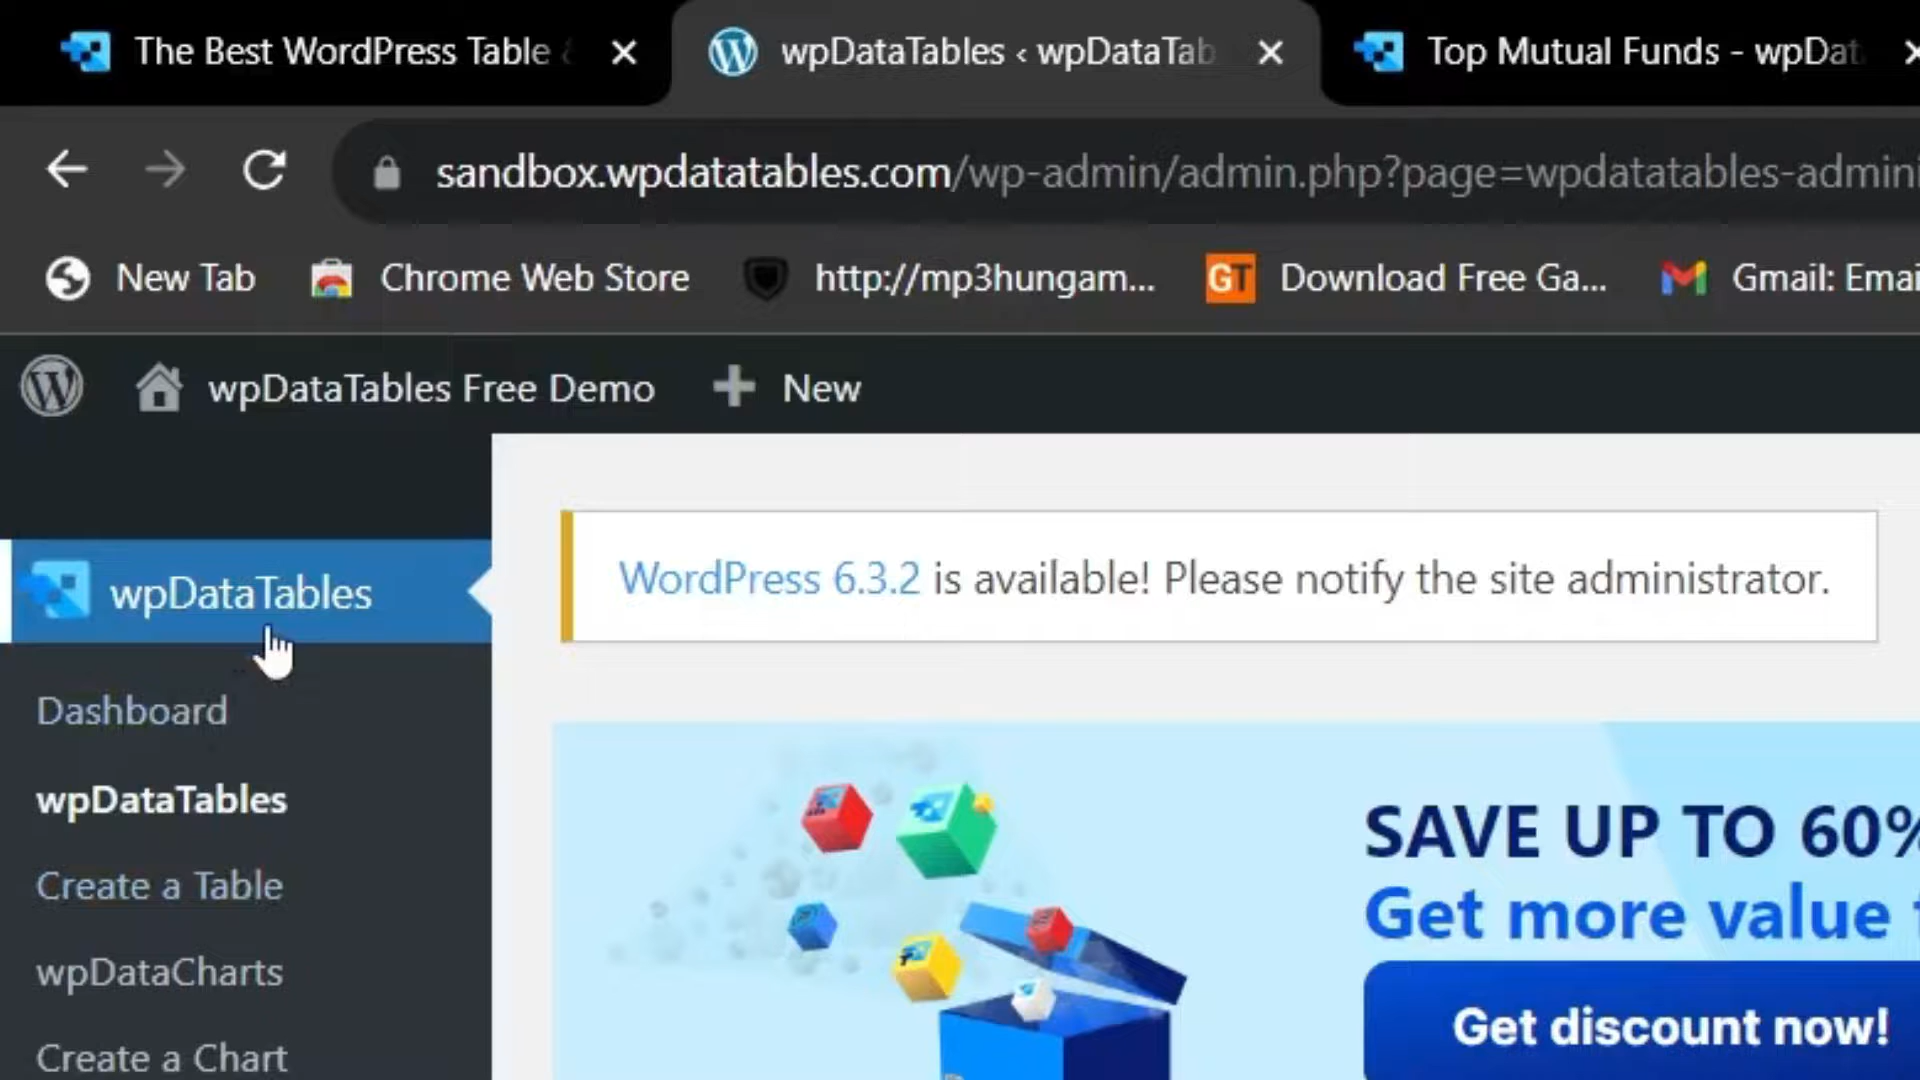 The Best WordPress Table
wpDataTables ‹ wpDataTab
Top Mutual Funds - wpDat
sandbox.wpdatatables.com/wp-admin/admin.php?page=wpdatatables-admini
New Tab
Chrome Web Store
http://mp3hungam...
GT
Download Free Ga...
Gmail: Emai
wpDataTables Free Demo
New
wpDataTables
WordPress 6.3.2 is available! Please notify the site administrator.
Dashboard
wpDataTables
Create a Table
wpDataCharts
Create a Chart
SAVE UP TO 60%
Get more value
Get discount now!